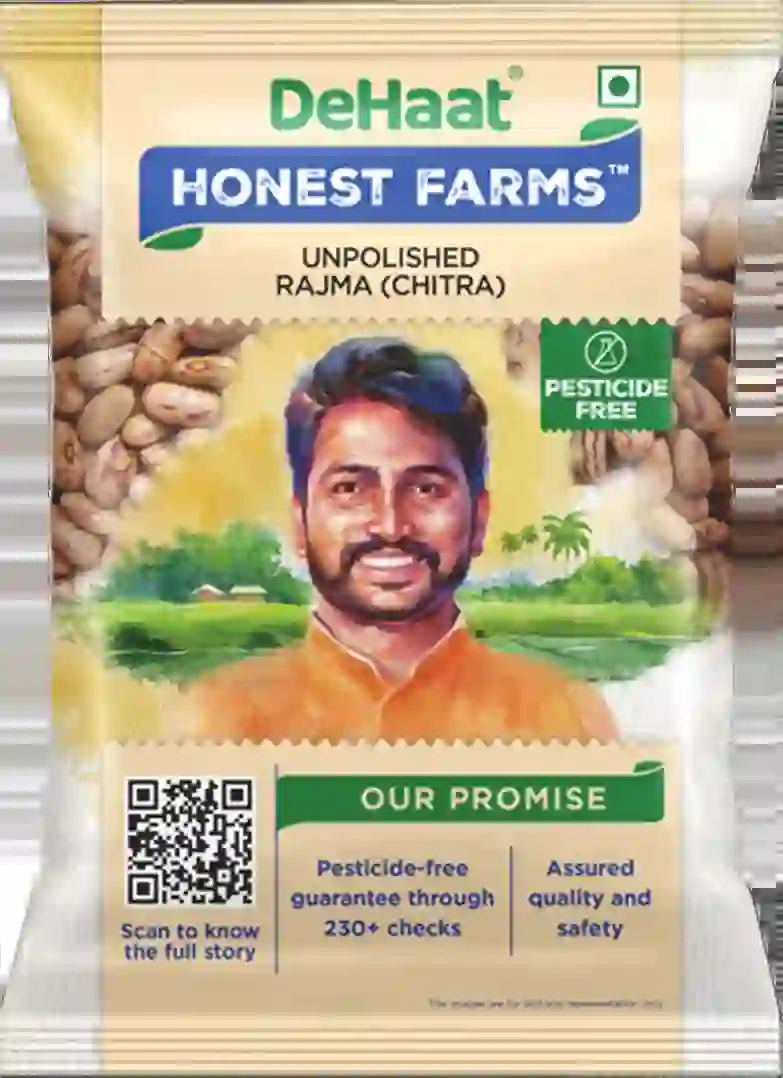 DeHaat®
HONEST FARMS™
UNPOLISHED
RAJMA (CHITRA)
PESTICIDE
FREE
OUR PROMISE
Pesticide-free
guarantee through
230+ checks
Assured
quality and
safety
Scan to know
the full story